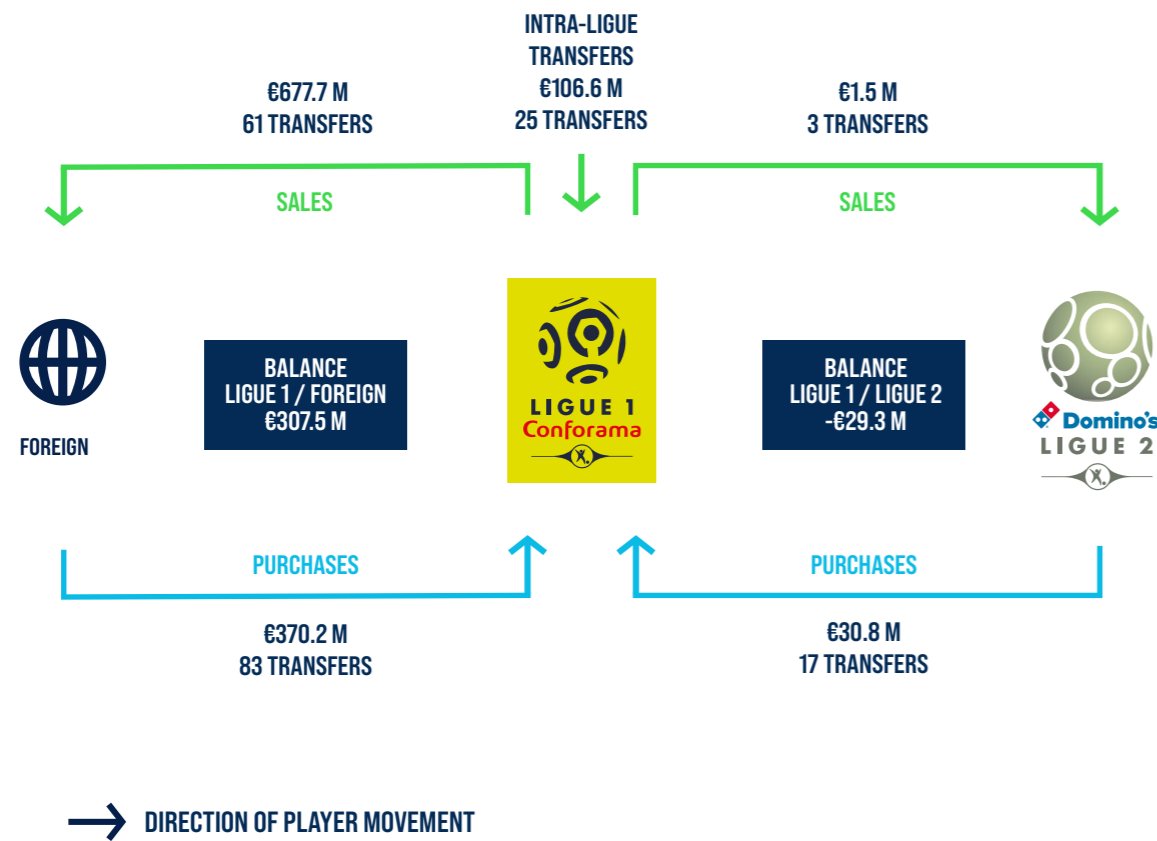 INTRA-LIGUE
TRANSFERS
€106.6 M
25 TRANSFERS
€677.7 M
61 TRANSFERS
€1.5 M
3 TRANSFERS
SALES
SALES
FOREIGN
BALANCE
LIGUE 1 / FOREIGN
€307.5 M
LIGUE 1
Conforama
BALANCE
LIGUE 1 / LIGUE 2
-€29.3 M
Domino's
LIGUE 2
PURCHASES
PURCHASES
€370.2 M
83 TRANSFERS
€30.8 M
17 TRANSFERS
DIRECTION OF PLAYER MOVEMENT